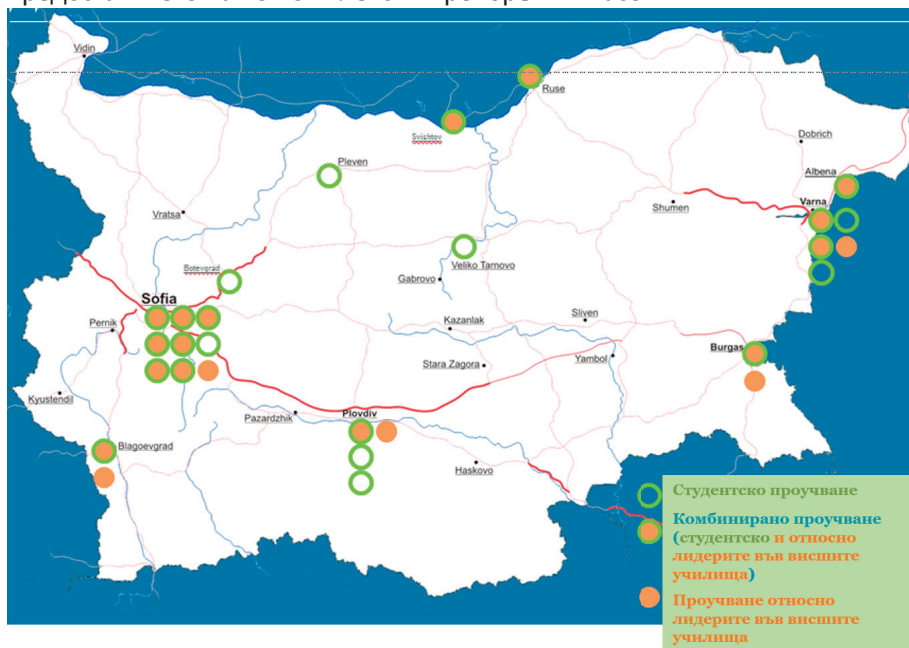 Vidin
Ruse
Svishtov
Dobrich
Pleven
Albena
Vratsa
Shumen
Varna
Botevgrad
Veliko Tarnovo
Gabrovo
Sofia
Pernik
Kazanlak
Sliven
Burgas
Stara Zagora
Yambol
Kyustendil
Pazardzhik
Plovdiv
Blagoevgrad
Haskovo
Студентско проучване
Комбинирано проучване
(студентско и относно
лидерите във висшите
училища)
Проучване относно
лидерите във висшите
училища